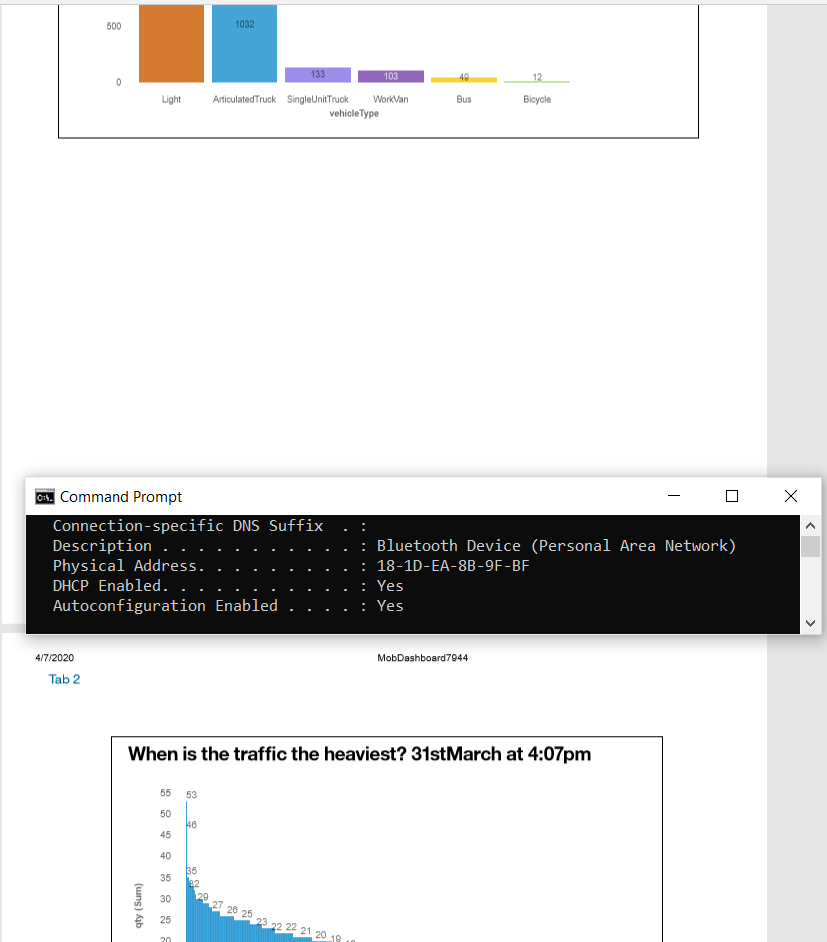 500
1032
133
103
49
12
0
Light ArticulatedTruck SingleUnitTruck WorkVan Bus Bicycle
vehicleType
Command Prompt
Connection-specific DNS Suffix . :
Description . . . . . . . . . . . : Bluetooth Device (Personal Area Network)
Physical Address. . . . . . . . . : 18-1D-EA-8B-9F-BF
DHCP Enabled. . . . . . . . . . . : Yes
Autoconfiguration Enabled . . . . : Yes
4/7/2020 MobDashboard7944
Tab 2
When is the traffic the heaviest? 31stMarch at 4:07pm
55 53
50
45 46
40
35 35
32
30 29
27 26 25
25 23 22 22 21
20 20 19
qty (Sum)